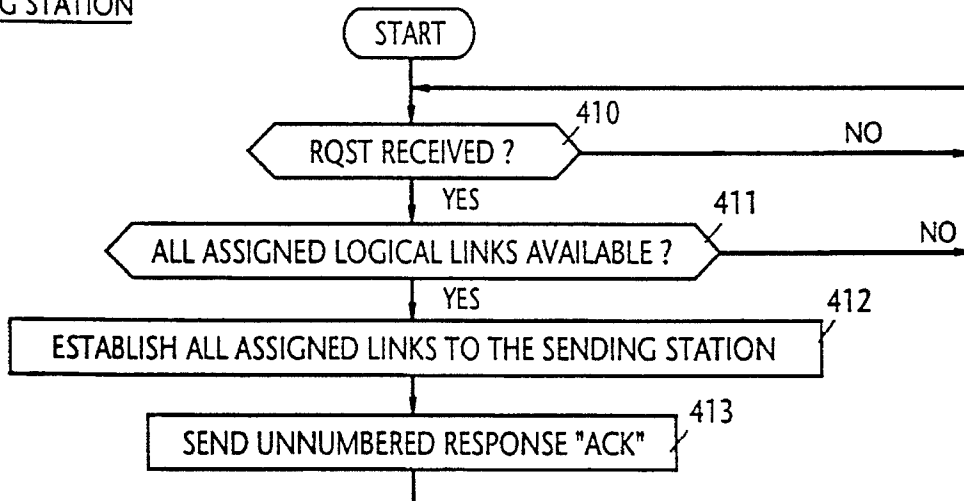 G STATION
START
410
RQST RECEIVED ?
NO
YES
411
ALL ASSIGNED LOGICAL LINKS AVAILABLE ?
NO
YES
412
ESTABLISH ALL ASSIGNED LINKS TO THE SENDING STATION
413
SEND UNNUMBERED RESPONSE "ACK"